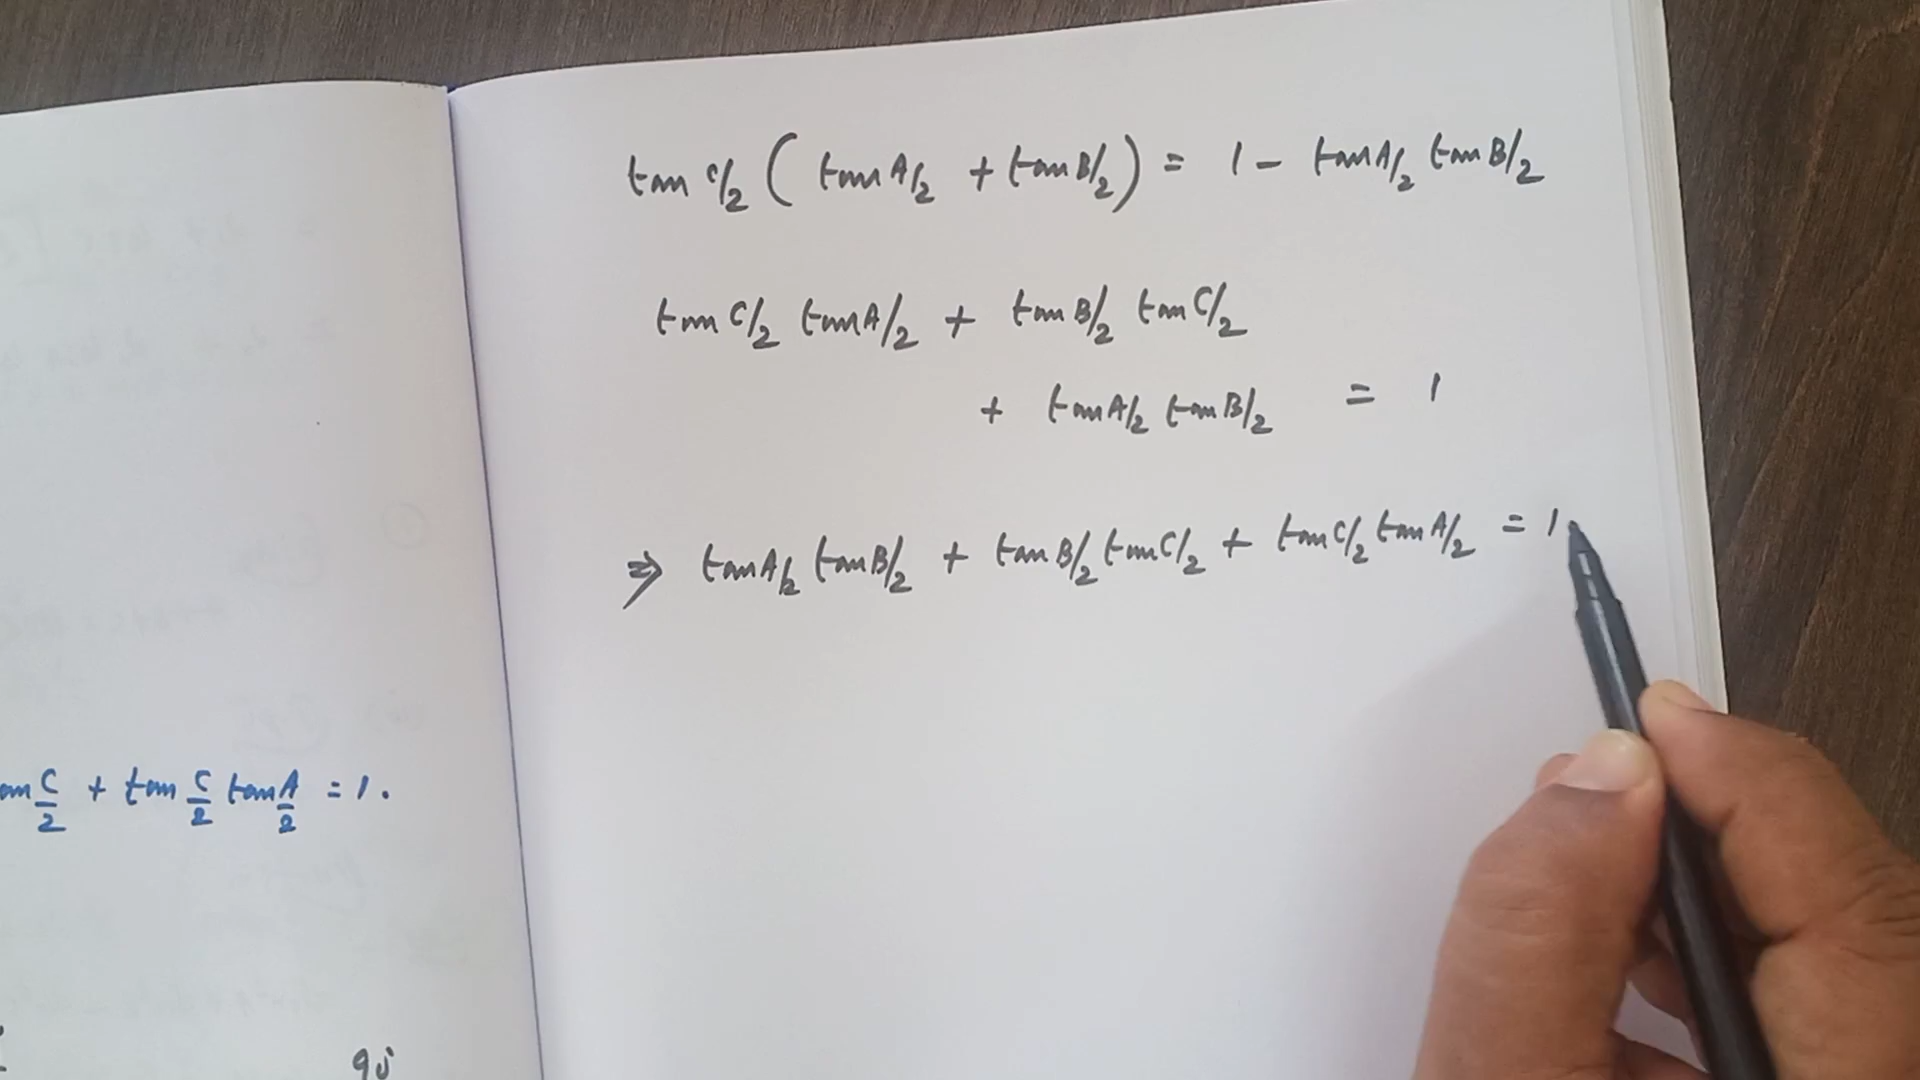 tan C/2 ( tan A/2 + tan B/2 ) = 1 - tan A/2 tan B/2
tan C/2 tan A/2 + tan B/2 tan C/2
+ tan A/2 tan B/2 = 1
⇒ tan A/2 tan B/2 + tan B/2 tan C/2 + tan C/2 tan A/2 = 1
C/2 + tan C/2 tan A/2 = 1.